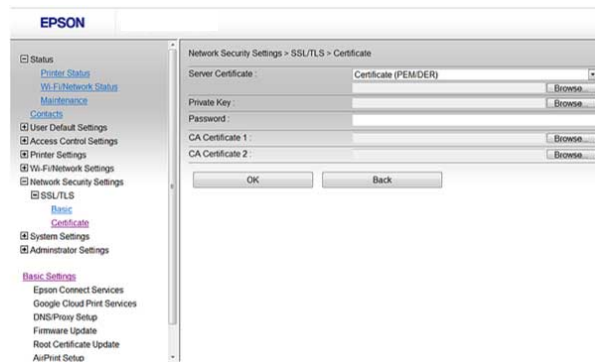 EPSON
Status
Printer Status
Wi-Fi/Network Status
Maintenance
Contacts
User Default Settings
Access Control Settings
Printer Settings
Wi-Fi/Network Settings
Network Security Settings
SSL/TLS
Basic
Certificate
System Settings
Adminstrator Settings
Basic Settings
Epson Connect Services
Google Cloud Print Services
DNS/Proxy Setup
Firmware Update
Root Certificate Update
AirPrint Setup
Network Security Settings > SSL/TLS > Certificate
Server Certificate : Certificate (PEM/DER)
Browse...
Private Key : Browse...
Password :
CA Certificate 1 : Browse...
CA Certificate 2 : Browse...
OK Back